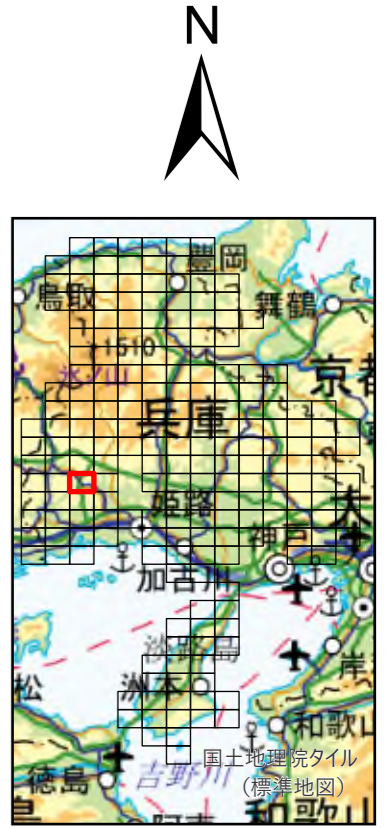 N
豊岡
鳥取
舞鶴
1510
氷ノ山
京都
兵庫
姫路
神戸
大
加古川
淡路島
岸
洲本
松
和歌山
国土地理院タイル
徳島
吉野川
(標準地図)
和歌山